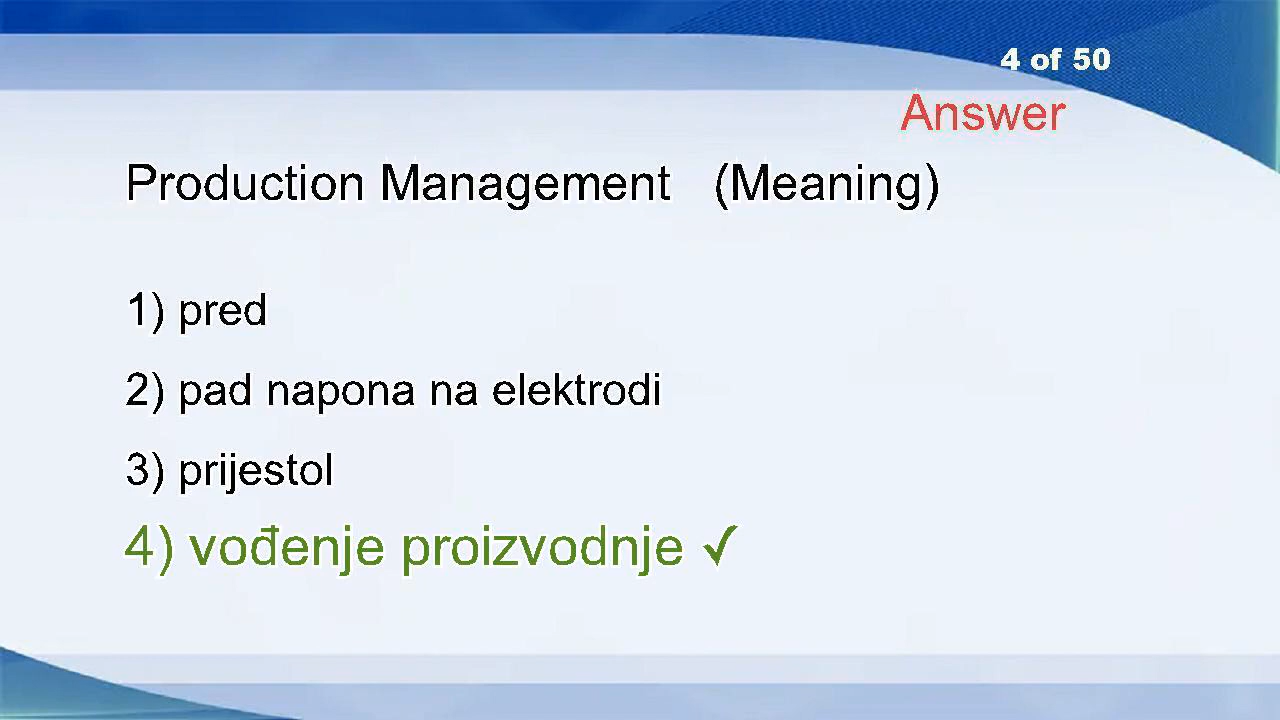 4 of 50
Answer
Production Management (Meaning)
1) pred
2) pad napona na elektrodi
3) prijestol
4) vođenje proizvodnje ✓